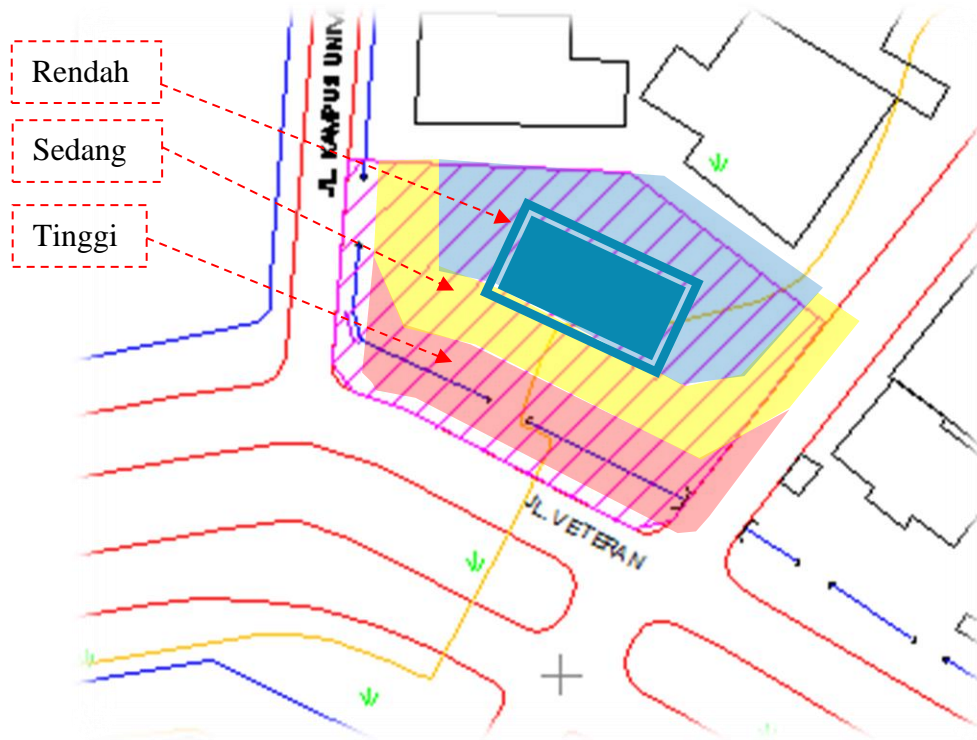 Rendah
Sedang
Tinggi
JL. KAMPUS UNIV
JL. VETERAN